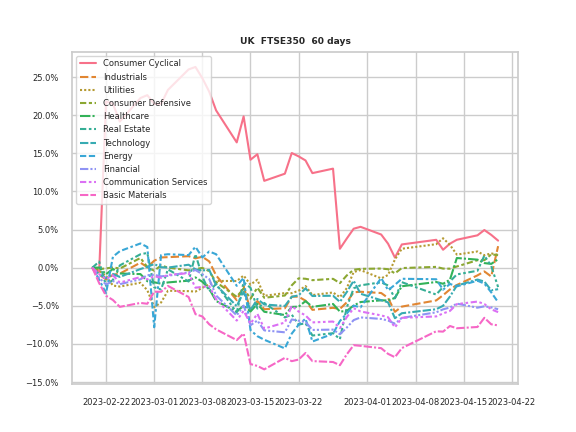 UK  FTSE350  60 days
Consumer Cyclical
Industrials
Utilities
Consumer Defensive
Healthcare
Real Estate
Technology
Energy
Financial
Communication Services
Basic Materials
25.0%
20.0%
15.0%
10.0%
5.0%
0.0%
−5.0%
−10.0%
−15.0%
2023-02-22 2023-03-01 2023-03-08 2023-03-15 2023-03-22 2023-04-01 2023-04-08 2023-04-15 2023-04-22